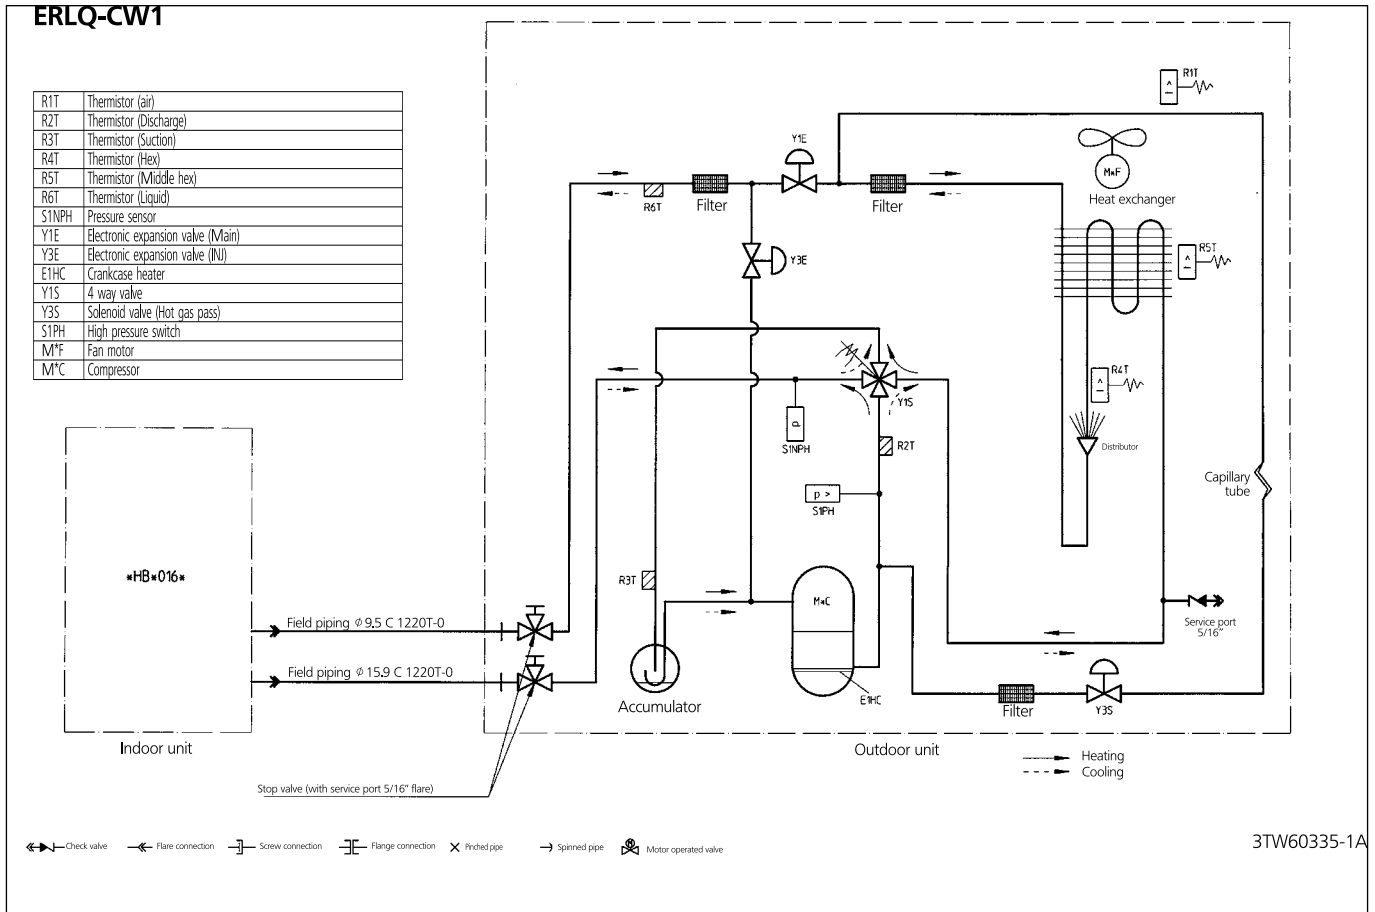 ERLQ-CW1
R1T Thermistor (air)
R2T Thermistor (Discharge)
R3T Thermistor (Suction)
R4T Thermistor (Hex)
R5T Thermistor (Middle hex)
R6T Thermistor (Liquid)
S1NPH Pressure sensor
Y1E Electronic expansion valve (Main)
Y3E Electronic expansion valve (INJ)
E1HC Crankcase heater
Y1S 4 way valve
Y3S Solenoid valve (Hot gas pass)
S1PH High pressure switch
M*F Fan motor
M*C Compressor
R1T
Y1E
M*F
Heat exchanger
R6T
Filter
Filter
R5T
Y3E
R4T
Y1S
Distributor
p
S1NPH
R2T
Capillary
tube
p >
S1PH
*HB*016*
R3T
M*C
Field piping ϕ 9.5 C 1220T-0
Service port
5/16"
Field piping ϕ 15.9 C 1220T-0
E1HC
Accumulator
Filter
Y3S
Indoor unit
Outdoor unit
Heating
Cooling
Stop valve (with service port 5/16" flare)
Check valve
Flare connection
Screw connection
Flange connection
Pinched pipe
Spinned pipe
M
Motor operated valve
3TW60335-1A